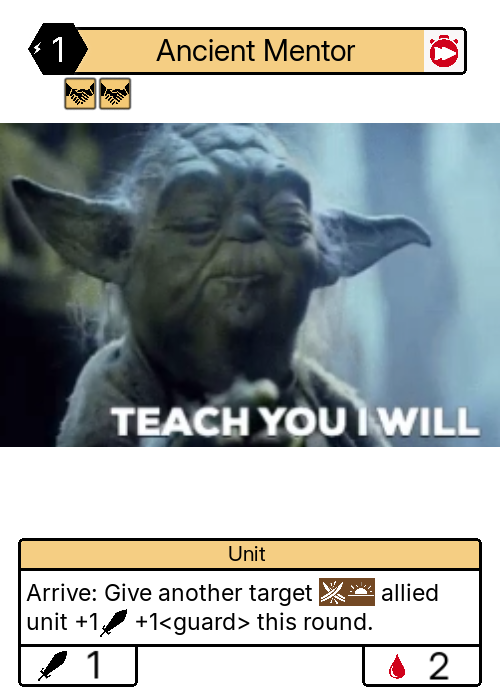 1 Ancient Mentor
TEACH YOU I WILL
Unit
Arrive: Give another target allied
unit +1 +1<guard> this round.
1 2